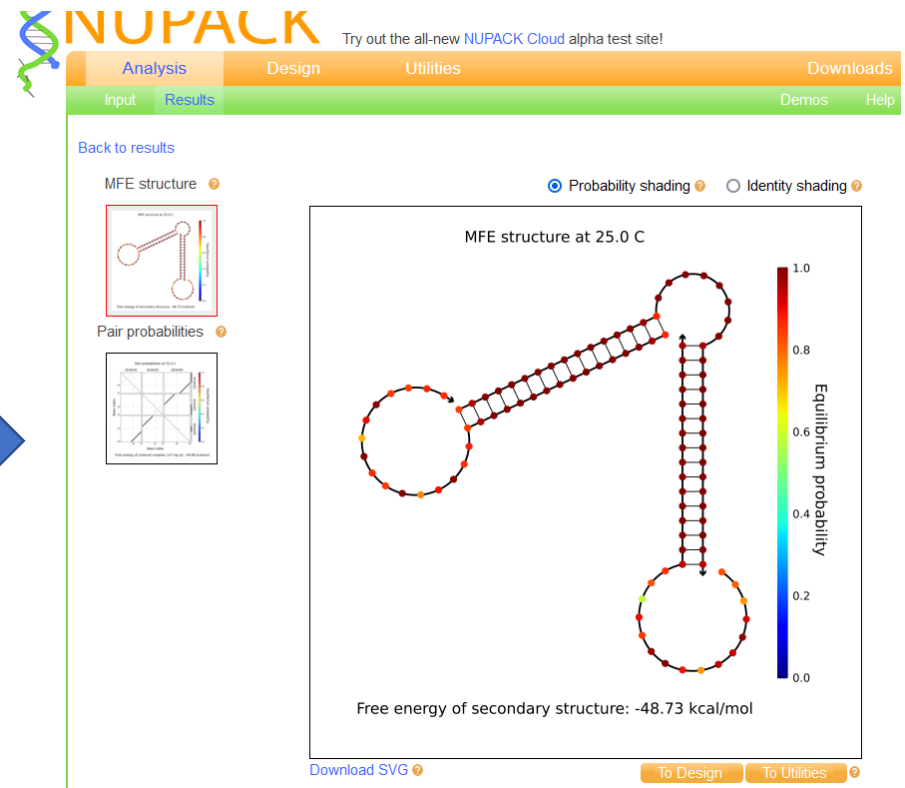 NUPACK
Try out the all-new NUPACK Cloud alpha test site!
Analysis Design Utilities Downloads
Input Results Demos Help
Back to results
MFE structure ?
Probability shading ? Identity shading ?
MFE structure at 25.0 C
1.0
0.8
0.6
0.4
0.2
0.0
Equilibrium probability
Pair probabilities ?
Free energy of secondary structure: -48.73 kcal/mol
Download SVG ?
To Design To Utilities ?